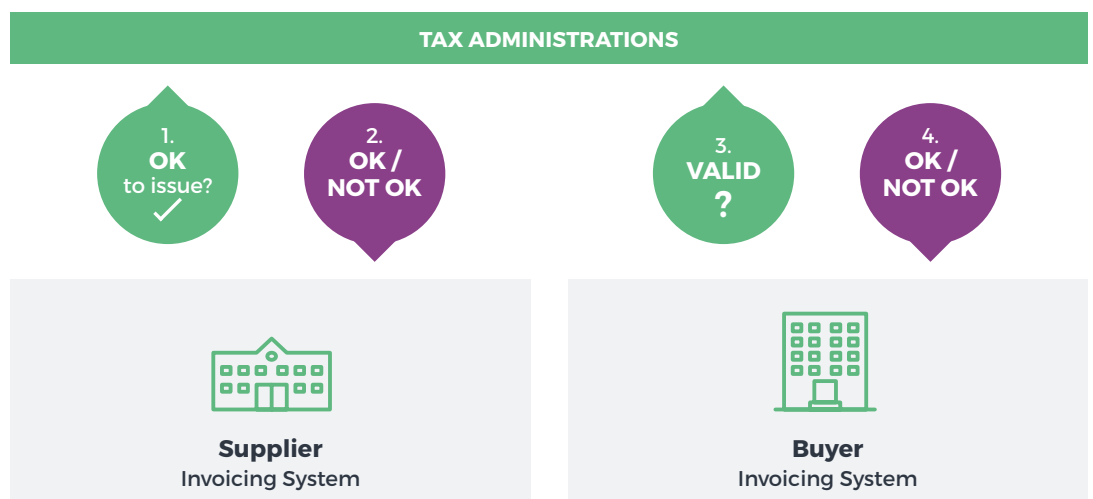 TAX ADMINISTRATIONS
1.
OK
to issue?
2.
OK /
NOT OK
3.
VALID
?
4.
OK /
NOT OK
Supplier
Invoicing System
Buyer
Invoicing System